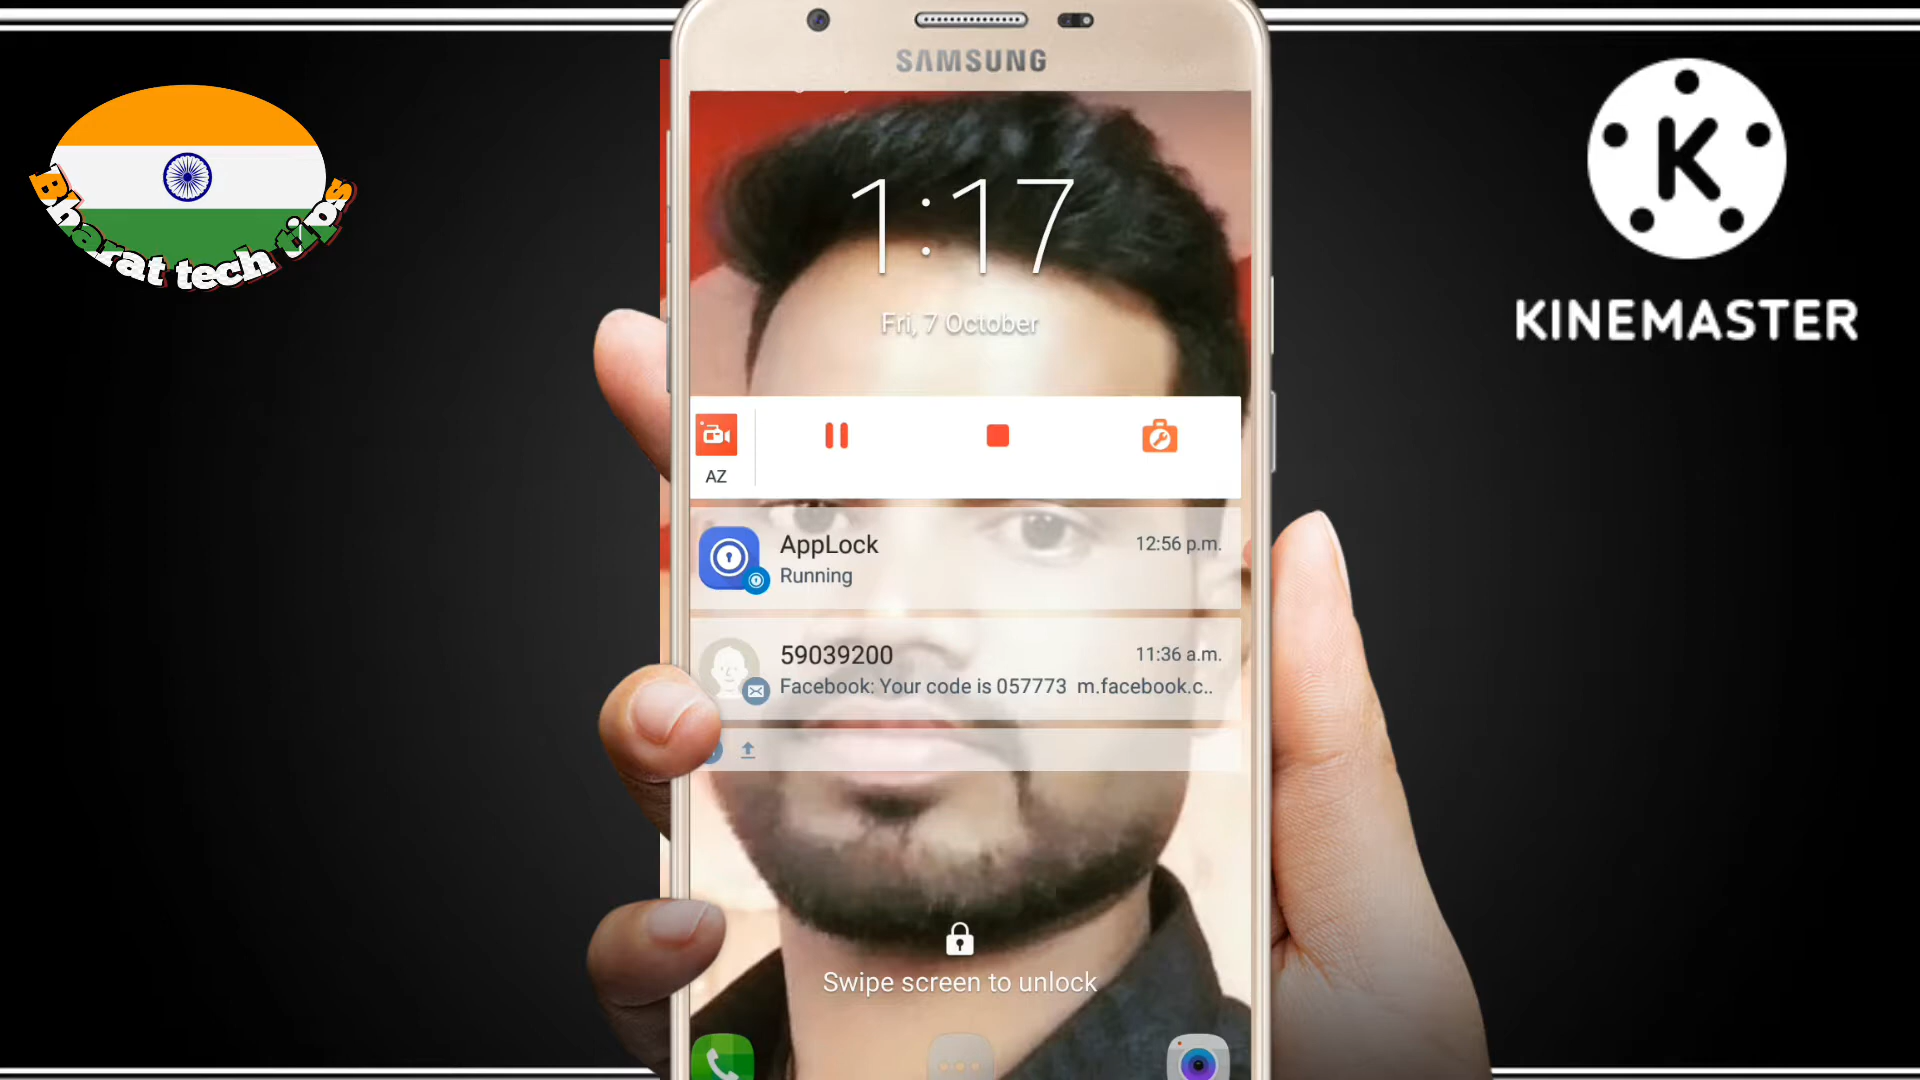 SAMSUNG
Bharat tech tips
K
KINEMASTER
1:17
Fri, 7 October
AZ
AppLock
12:56 p.m.
Running
59039200
11:36 a.m.
Facebook: Your code is 057773 m.facebook.c..
Swipe screen to unlock